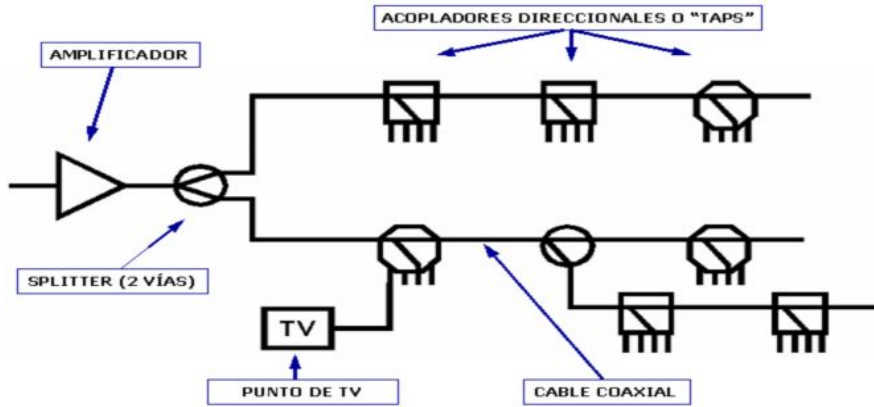 ACOPLADORES DIRECCIONALES O "TAPS"
AMPLIFICADOR
SPLITTER (2 VÍAS)
TV
PUNTO DE TV
CABLE COAXIAL